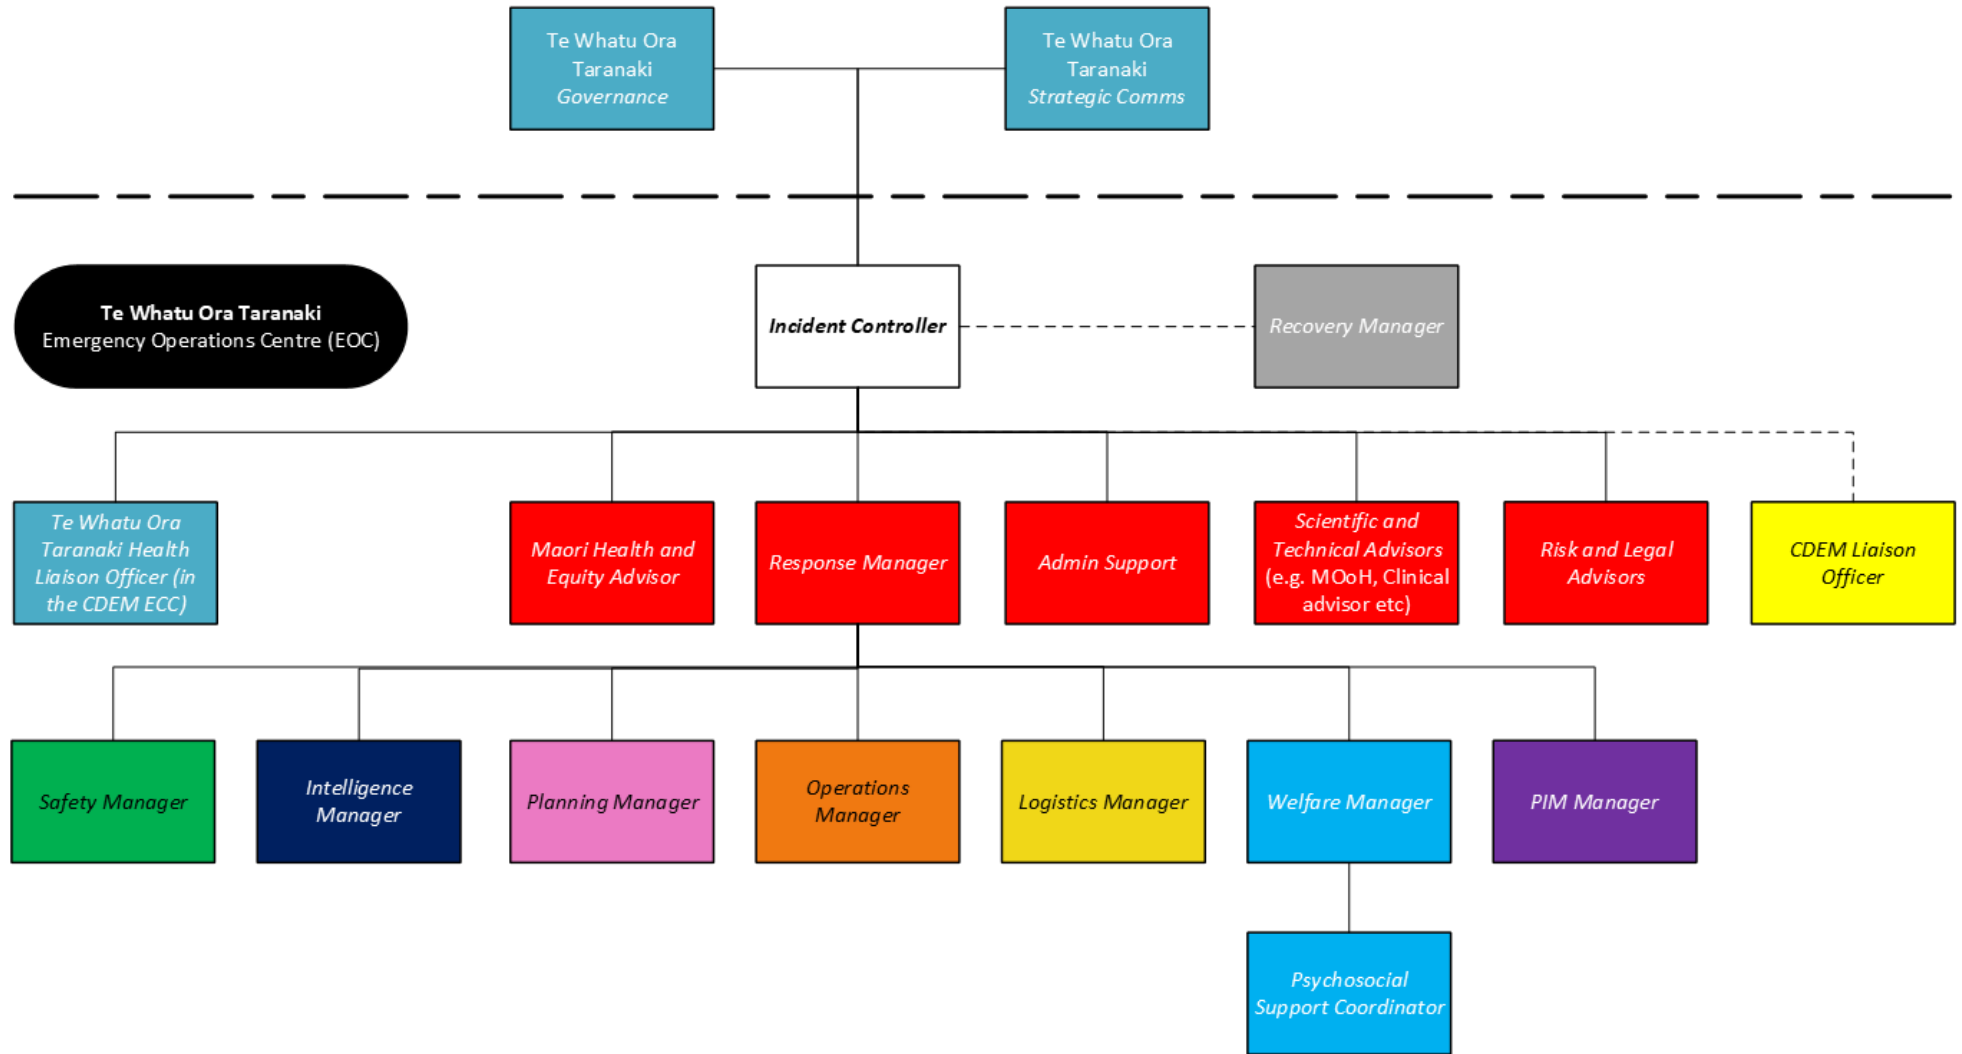 Te Whatu Ora
Taranaki
Governance
Te Whatu Ora
Taranaki
Strategic Comms
Te Whatu Ora Taranaki
Emergency Operations Centre (EOC)
Incident Controller
Recovery Manager
Te Whatu Ora
Taranaki Health
Liaison Officer (in
the CDEM ECC)
Maori Health and
Equity Advisor
Response Manager
Admin Support
Scientific and
Technical Advisors
(e.g. MOoH, Clinical
advisor etc)
Risk and Legal
Advisors
CDEM Liaison
Officer
Safety Manager
Intelligence
Manager
Planning Manager
Operations
Manager
Logistics Manager
Welfare Manager
PIM Manager
Psychosocial
Support Coordinator